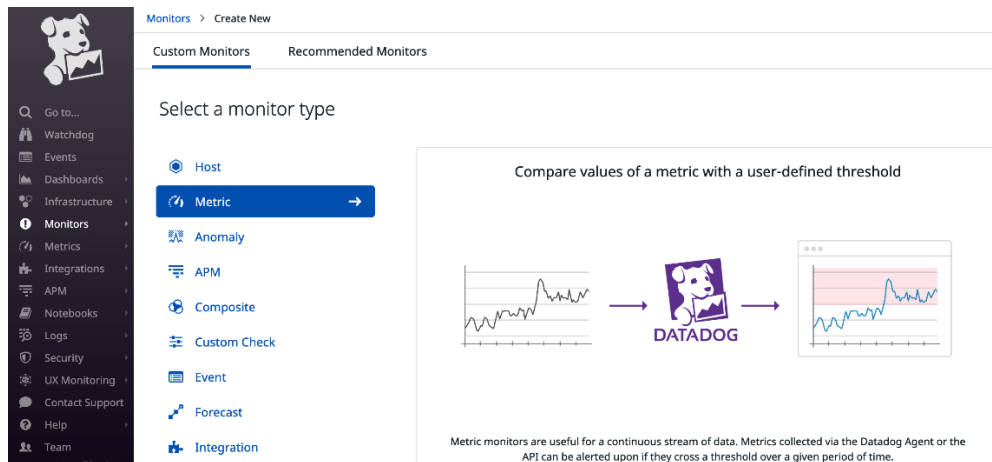 Monitors > Create New
Custom Monitors
Recommended Monitors
Select a monitor type
Go to...
Watchdog
Events
Dashboards
Infrastructure
Monitors
Metrics
Integrations
APM
Notebooks
Logs
Security
UX Monitoring
Contact Support
Help
Team
Host
Metric
Anomaly
APM
Composite
Custom Check
Event
Forecast
Integration
Compare values of a metric with a user-defined threshold
DATADOG
Metric monitors are useful for a continuous stream of data. Metrics collected via the Datadog Agent or the
API can be alerted upon if they cross a threshold over a given period of time.